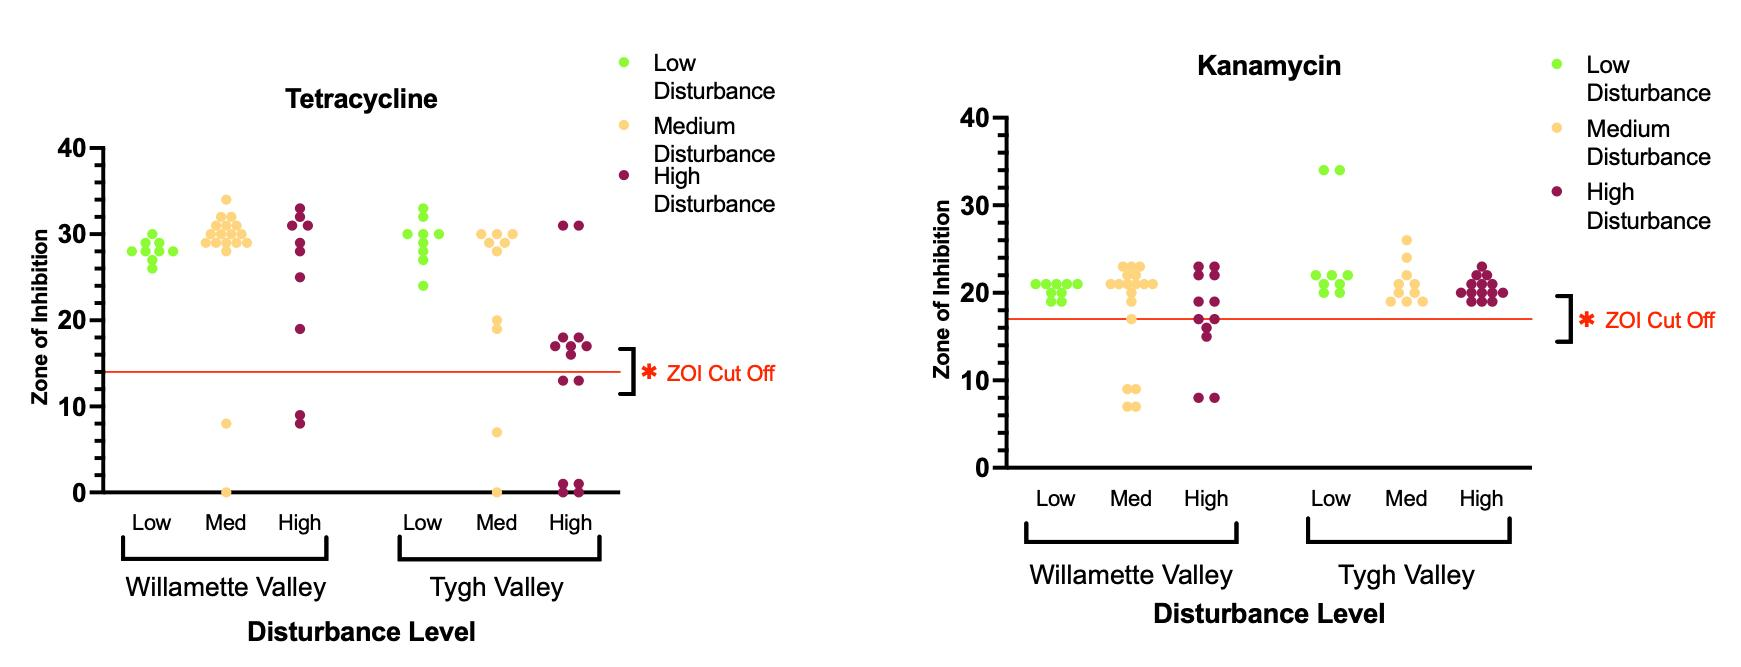 Tetracycline
Low
Disturbance
Medium
Disturbance
High
Disturbance
Zone of Inhibition
40
30
20
10
0
* ZOI Cut Off
Low Med High Low Med High
Willamette Valley Tygh Valley
Disturbance Level
Kanamycin
Low
Disturbance
Medium
Disturbance
High
Disturbance
Zone of Inhibition
40
30
20
10
0
* ZOI Cut Off
Low Med High Low Med High
Willamette Valley Tygh Valley
Disturbance Level